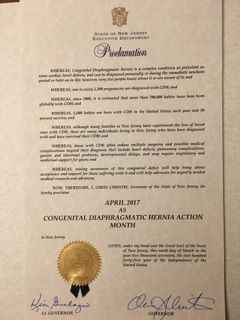 STATE OF NEW JERSEY
EXECUTIVE DEPARTMENT
Proclamation
WHEREAS, Congenital Diaphragmatic Hernia is a complex condition as prevalent as
some cardiac heart defects, and can be diagnosed prenatally or during the immediate newborn
period or later on in life; however, very few people know about it or are aware of it; and
WHEREAS, one in every 2,500 pregnancies are diagnosed with CDH; and
WHEREAS, since 2000, it is estimated that more than 700,000 babies have been born
globally with CDH; and
WHEREAS, 1,600 babies are born with CDH in the United States each year and 50
percent survive; and
WHEREAS, although many families in New Jersey have experienced the loss of loved
ones with CDH, there are many individuals living in New Jersey who have been diagnosed
with and have survived their CDH; and
WHEREAS, those with CDH often endure multiple surgeries and possible medical
complications beyond their diagnosis that include heart defects, pulmonary complications,
gastric and intestinal problems, developmental delays, and may require respiratory and
medicinal support for years; and
WHEREAS, raising awareness of this congenital defect will help bring about
acceptance and support for those suffering with it and will help advocate for urgently needed
medical research and advances;
NOW, THEREFORE, I, CHRIS CHRISTIE, Governor of the State of New Jersey, do
hereby proclaim
APRIL 2017
AS
CONGENITAL DIAPHRAGMATIC HERNIA ACTION
MONTH
in New Jersey.
GIVEN, under my hand and the Great Seal of the State
of New Jersey, this day of March in the
year two thousand seventeen, the two hundred
forty-first year of the Independence of the
United States.
LT. GOVERNOR
GOVERNOR